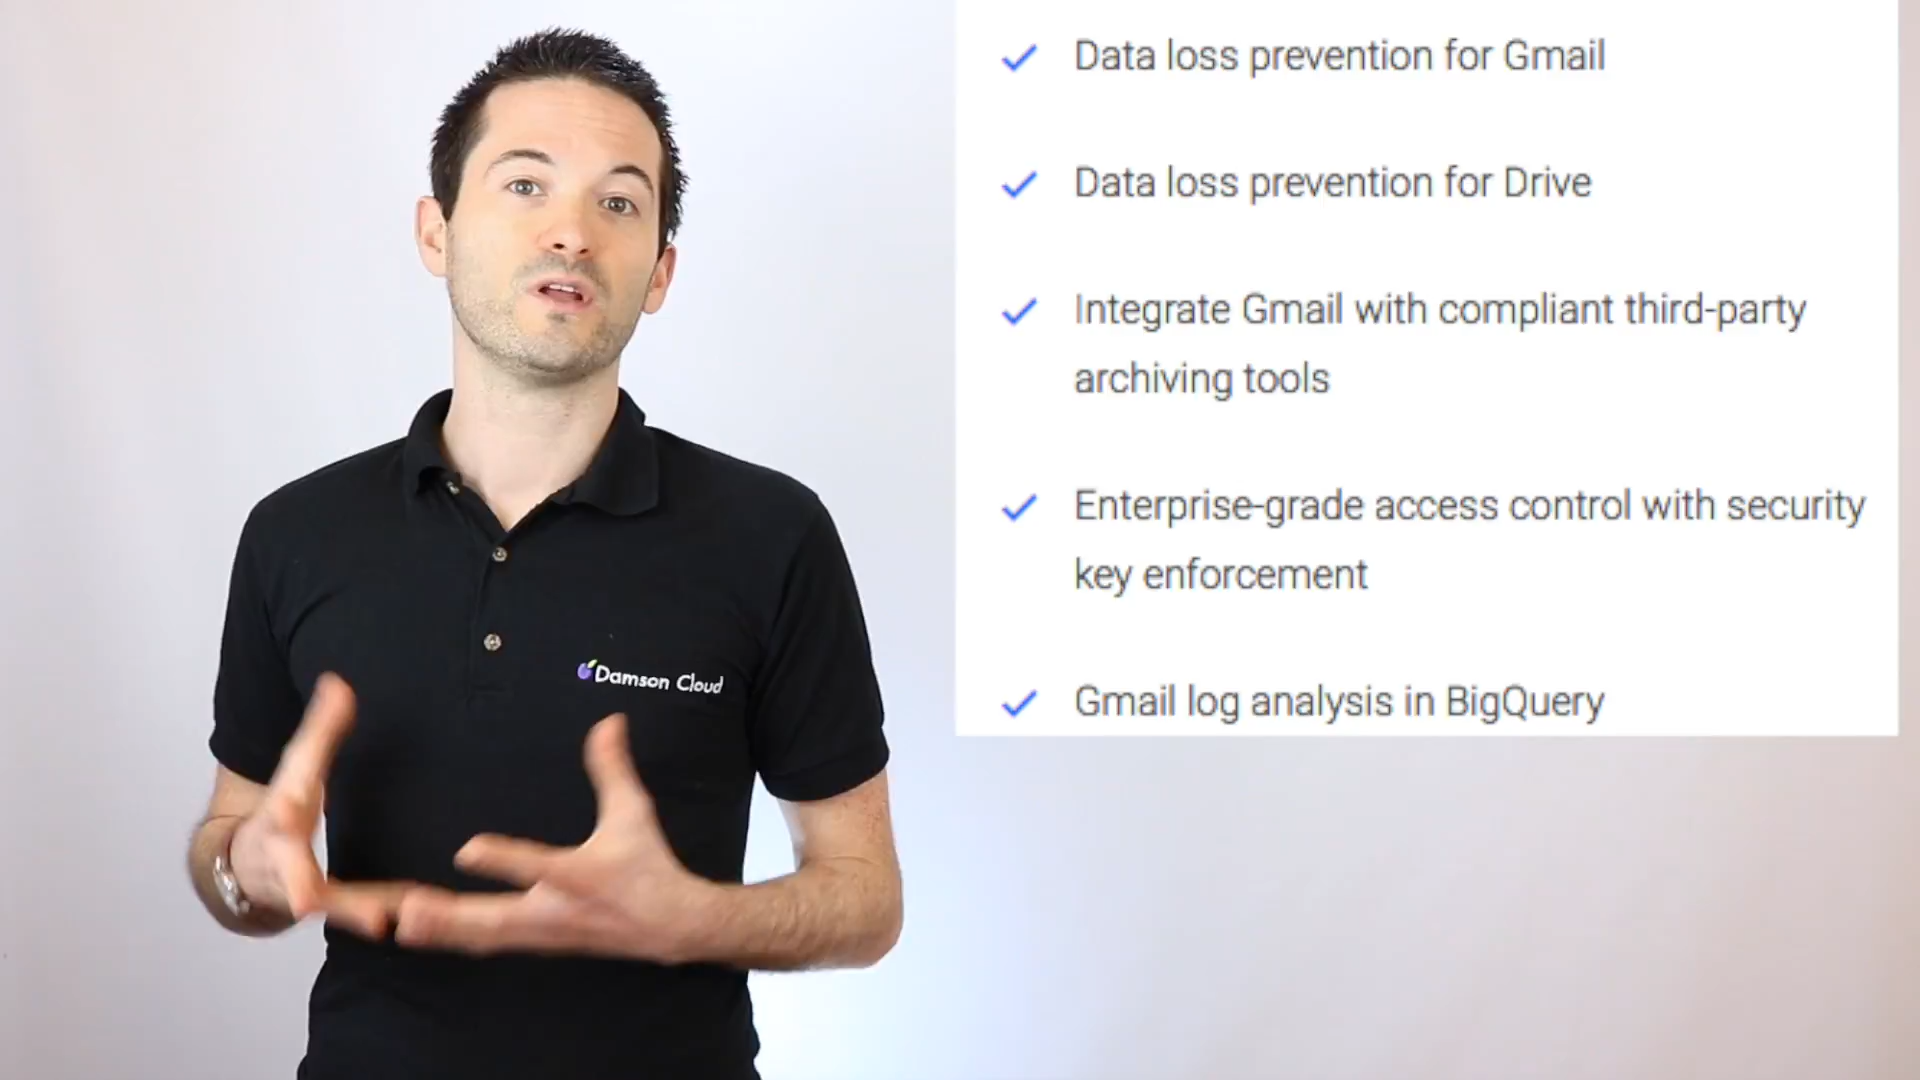 Data loss prevention for Gmail
Data loss prevention for Drive
Integrate Gmail with compliant third-party
archiving tools
Enterprise-grade access control with security
key enforcement
Gmail log analysis in BigQuery
Damson Cloud